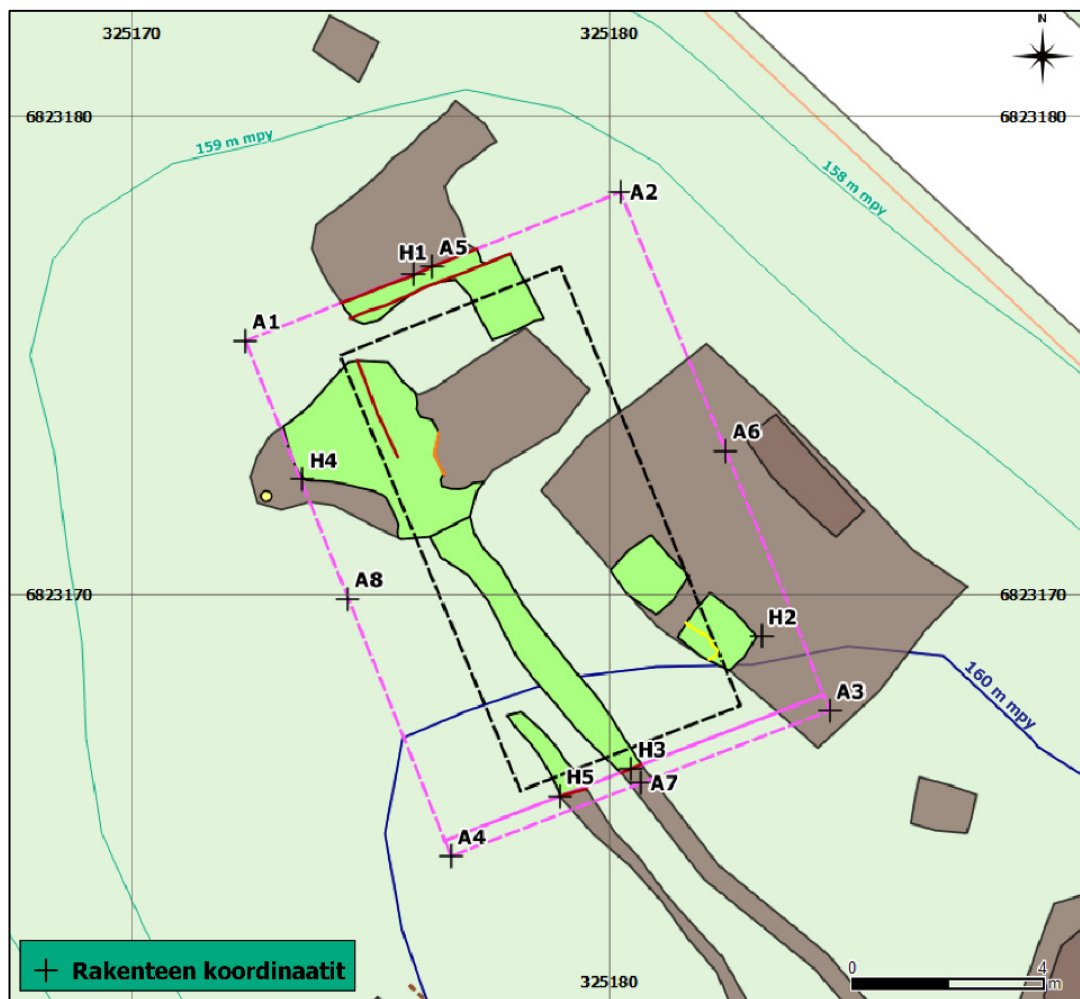 325170
325180
N
6823180
6823180
159 m mpy
158 m mpy
A2
H1
A5
A1
A6
H4
A8
6823170
6823170
H2
160 m mpy
A3
H3
H5
A7
A4
Rakenteen koordinaatit
325180
0
4
m